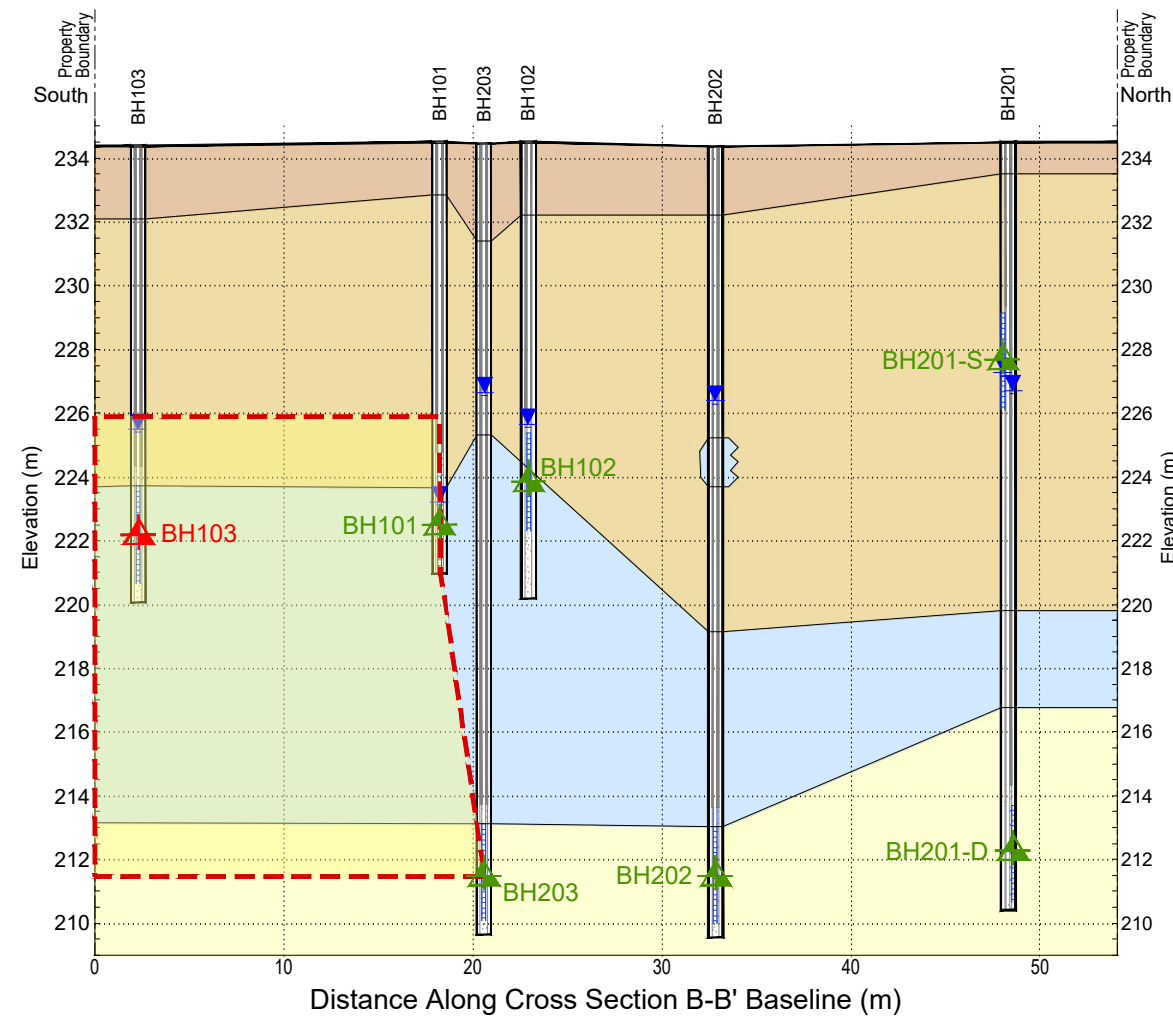 Property
Boundary
South
BH103
BH101
BH203
BH102
BH202
BH201
Property
Boundary
North
234
232
230
228
226
224
222
220
218
216
214
212
210
Elevation (m)
234
232
230
228
226
224
222
220
218
216
214
212
210
Elevation (m)
BH201-S
BH102
BH101
BH103
BH201-D
BH202
BH203
0
10
20
30
40
50
Distance Along Cross Section B-B' Baseline (m)